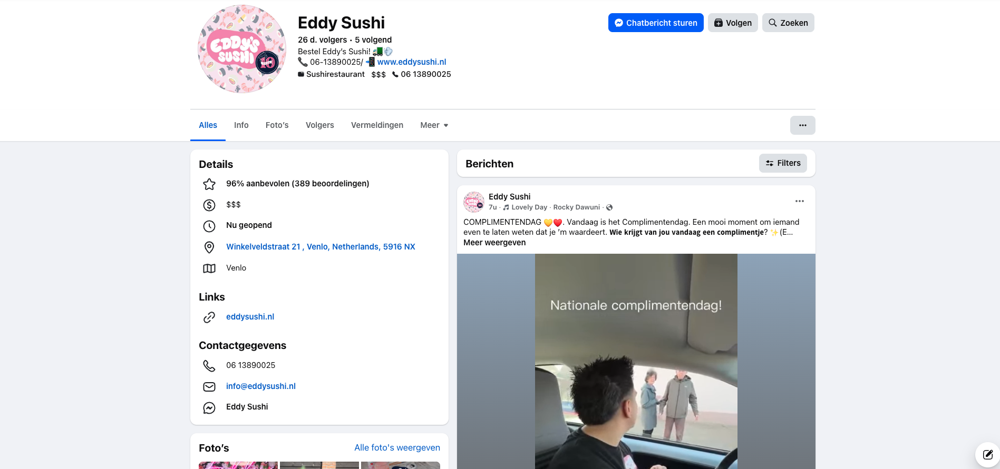 EDDY'S
SUSHI
10
Eddy Sushi
26 d. volgers · 5 volgend
Bestel Eddy's Sushi! 🚛💨
📞 06-13890025/ 📲 www.eddysushi.nl
Sushirestaurant $$$ 06 13890025
Chatbericht sturen
Volgen
Zoeken
Alles
Info
Foto's
Volgers
Vermeldingen
Meer
Details
96% aanbevolen (389 beoordelingen)
$$$
Nu geopend
Winkelveldstraat 21 , Venlo, Netherlands, 5916 NX
Venlo
Links
eddysushi.nl
Contactgegevens
06 13890025
info@eddysushi.nl
Eddy Sushi
Foto's
Alle foto's weergeven
Berichten
Filters
Eddy Sushi
7u · Lovely Day · Rocky Dawuni ·
COMPLIMENTENDAG 💛❤️. Vandaag is het Complimentendag. Een mooi moment om iemand
even te laten weten dat je 'm waardeert. Wie krijgt van jou vandaag een complimentje? ✨(E...
Meer weergeven
Nationale complimentendag!